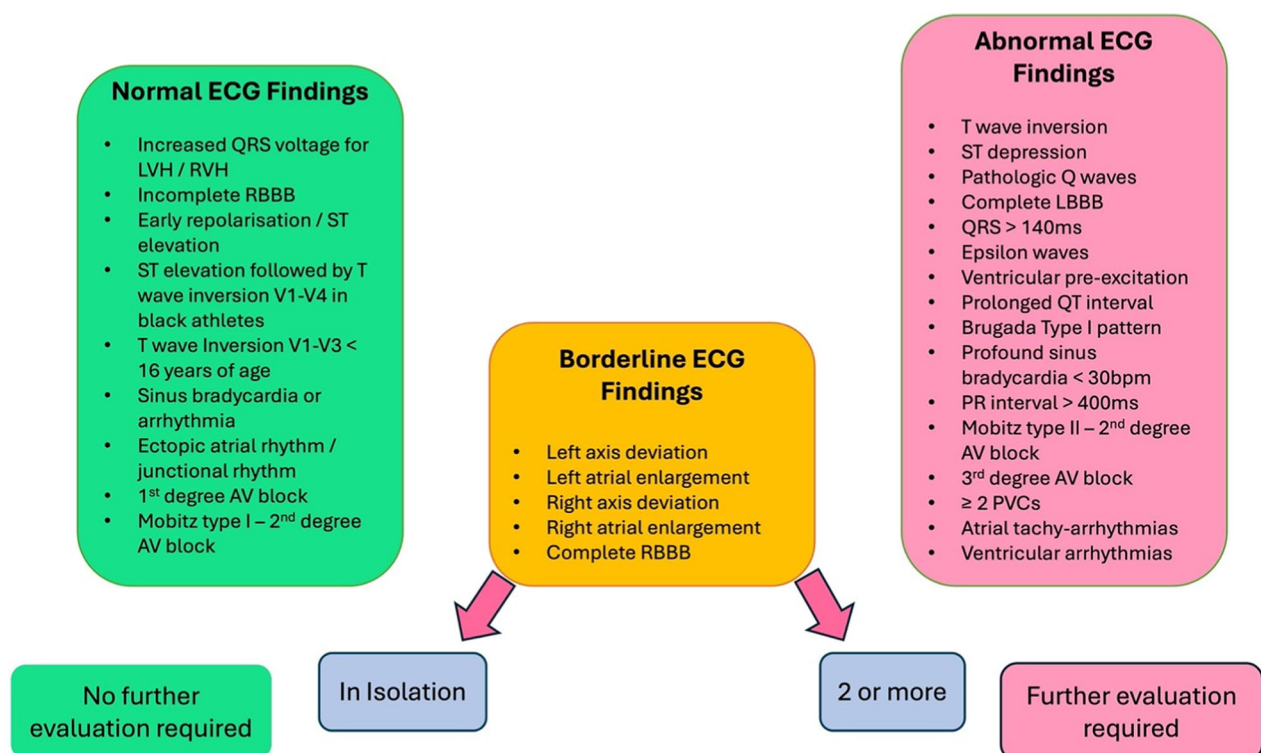 Normal ECG Findings
• Increased QRS voltage for
LVH / RVH
• Incomplete RBBB
• Early repolarisation / ST
elevation
• ST elevation followed by T
wave inversion V1-V4 in
black athletes
• T wave Inversion V1-V3 <
16 years of age
• Sinus bradycardia or
arrhythmia
• Ectopic atrial rhythm /
junctional rhythm
• 1st degree AV block
• Mobitz type I – 2nd degree
AV block
Borderline ECG
Findings
• Left axis deviation
• Left atrial enlargement
• Right axis deviation
• Right atrial enlargement
• Complete RBBB
Abnormal ECG
Findings
• T wave inversion
• ST depression
• Pathologic Q waves
• Complete LBBB
• QRS > 140ms
• Epsilon waves
• Ventricular pre-excitation
• Prolonged QT interval
• Brugada Type I pattern
• Profound sinus
bradycardia < 30bpm
• PR interval > 400ms
• Mobitz type II – 2nd degree
AV block
• 3rd degree AV block
• ≥ 2 PVCs
• Atrial tachy-arrhythmias
• Ventricular arrhythmias
No further
evaluation required
In Isolation
2 or more
Further evaluation
required